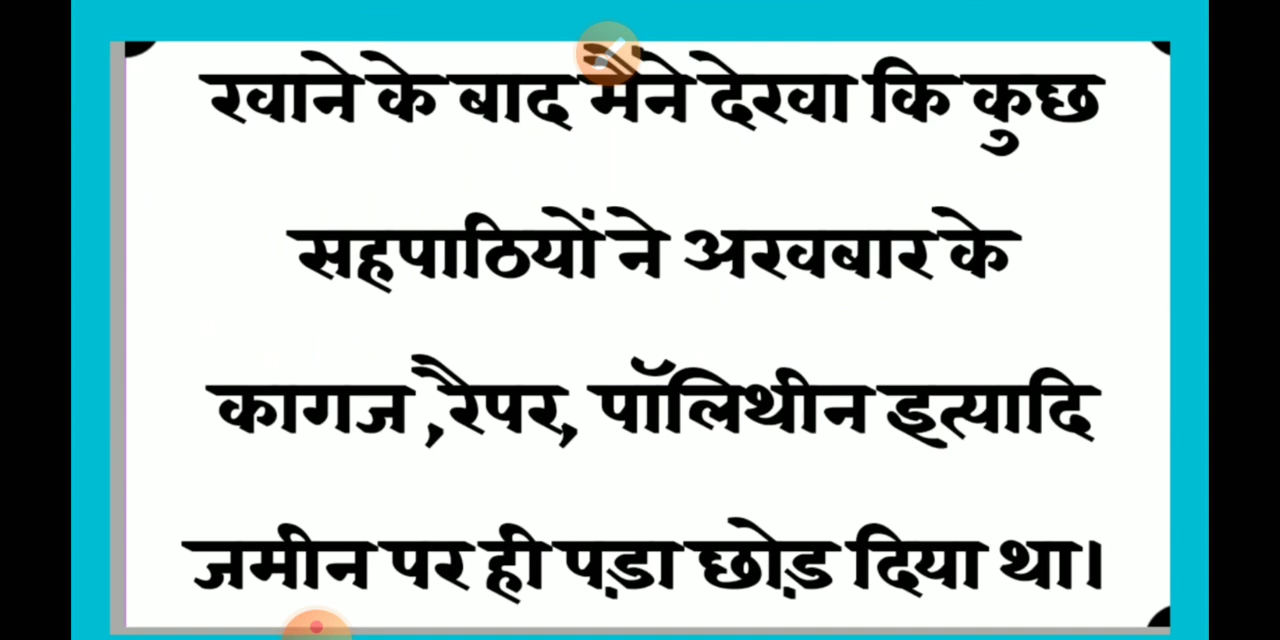 खाने के बाद मैंने देखा कि कुछ
सहपाठियों ने अखबार के
कागज ,रैपर, पॉलिथीन इत्यादि
जमीन पर ही पड़ा छोड़ दिया था।